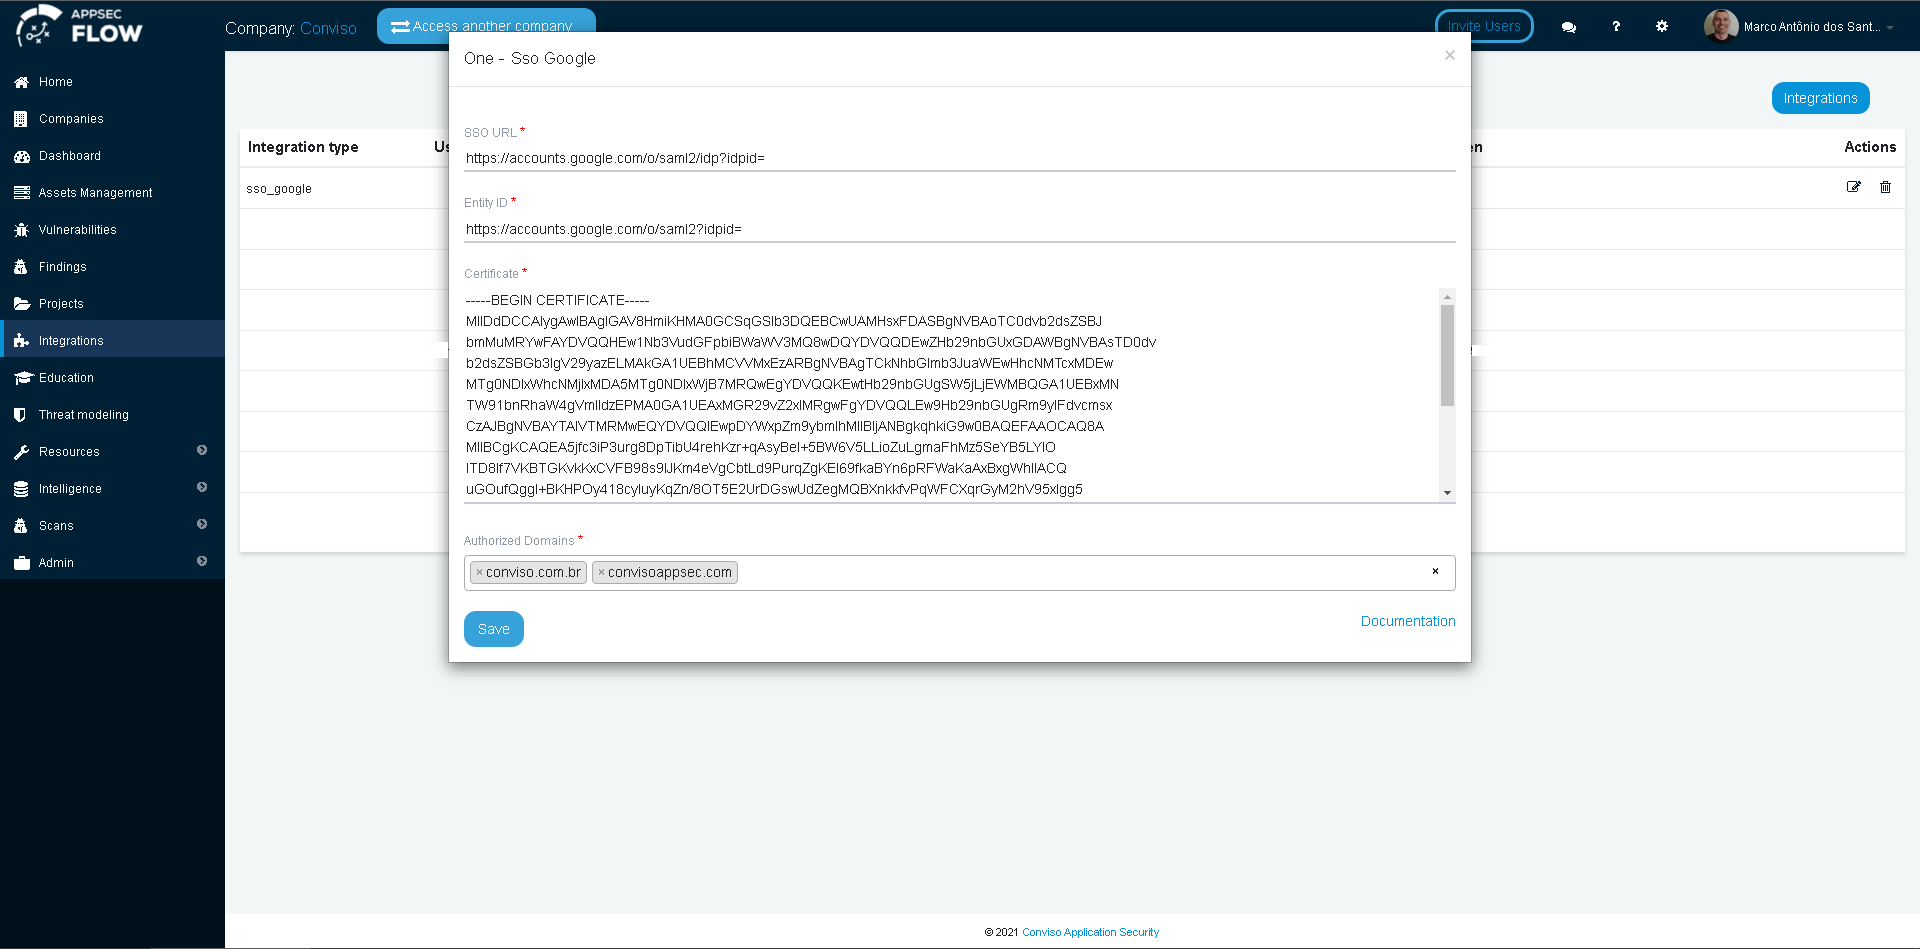 APPSEC
FLOW
Company: Conviso
Access another company
Invite Users
?
Marco Antônio dos Sant...
Home
Companies
Dashboard
Assets Management
Vulnerabilities
Findings
Projects
Integrations
Education
Threat modeling
Resources
Intelligence
Scans
Admin
Integrations
Integration type
Us
en
Actions
sso_google
One - Sso Google
×
SSO URL *
https://accounts.google.com/o/saml2/idp?idpid=
Entity ID *
https://accounts.google.com/o/saml2?idpid=
Certificate *
-----BEGIN CERTIFICATE-----
MIIDdDCCAlygAwIBAgIGAV8HmiKHMA0GCSqGSIb3DQEBCwUAMHsxFDASBgNVBAoTC0dvb2dsZSBJ
bmMuMRYwFAYDVQQHEw1Nb3VudGFpbiBWaWV3MQ8wDQYDVQQDEwZHb29nbGUxGDAWBgNVBAsTD0dv
b2dsZSBGb3IgV29yazELMAkGA1UEBhMCVVMxEzARBgNVBAgTCkNhbGlmb3JuaWEwHhcNMTcxMDEw
MTg0NDIxWhcNMjIxMDA5MTg0NDIxWjB7MRQwEgYDVQQKEwtHb29nbGUgSW5jLjEWMBQGA1UEBxMN
TW91bnRhaW4gVmlldzEPMA0GA1UEAxMGR29vZ2xlMRgwFgYDVQQLEw9Hb29nbGUgRm9yIFdvcmsx
CzAJBgNVBAYTAlVTMRMwEQYDVQQIEwpDYWxpZm9ybmlhMIIBIjANBgkqhkiG9w0BAQEFAAOCAQ8A
MIIBCgKCAQEA5jfc3iP3urg8DpTibU4rehKzr+qAsyBel+5BW6V5LLioZuLgmaFhMz5SeYB5LYIO
ITD8If7VKBTGKvkKxCVFB98s9IJKm4eVgCbtLd9PurqZgKEl69fkaBYn6pRFWaKaAxBxgWhIIACQ
uGOufQggI+BKHPOy418cyIuyKqZn/8OT5E2UrDGswUdZegMQBXnkkfvPqWFCXqrGyM2hV95xlgg5
Authorized Domains *
× conviso.com.br × convisoappsec.com ×
Save
Documentation
© 2021 Conviso Application Security